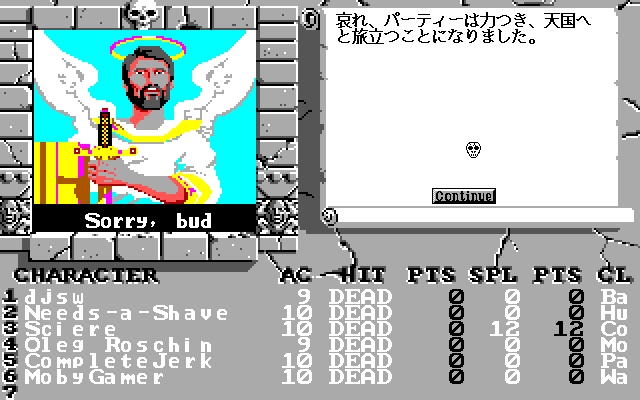 哀れ、パーティーは力つき、天国へ
と旅立つことになりました。
Continue
Sorry, bud
CHARACTER AC HIT PTS SPL PTS CL
1 djsw 9 DEAD 0 0 0 Ba
2 Needs-a-Shave 10 DEAD 0 0 0 Hu
3 Sciere 10 DEAD 0 12 12 Co
4 Oleg Roschin 9 DEAD 0 0 0 Mo
5 CompleteJerk 10 DEAD 0 0 0 Pa
6 MobyGamer 10 DEAD 0 0 0 Wa
7